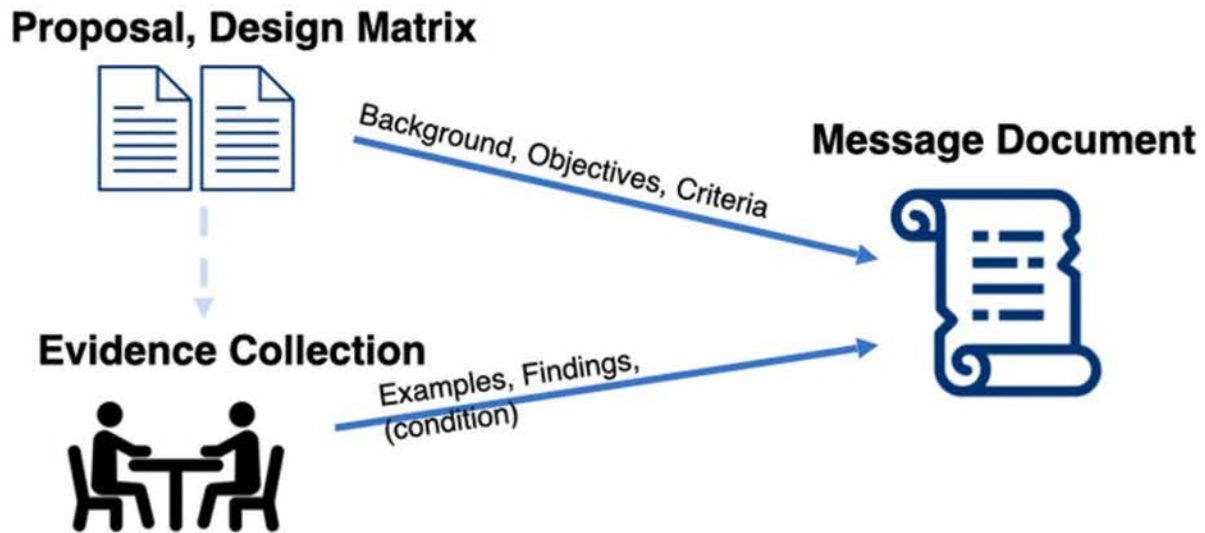 Proposal, Design Matrix
Background, Objectives, Criteria
Message Document
Evidence Collection
Examples, Findings,
(condition)